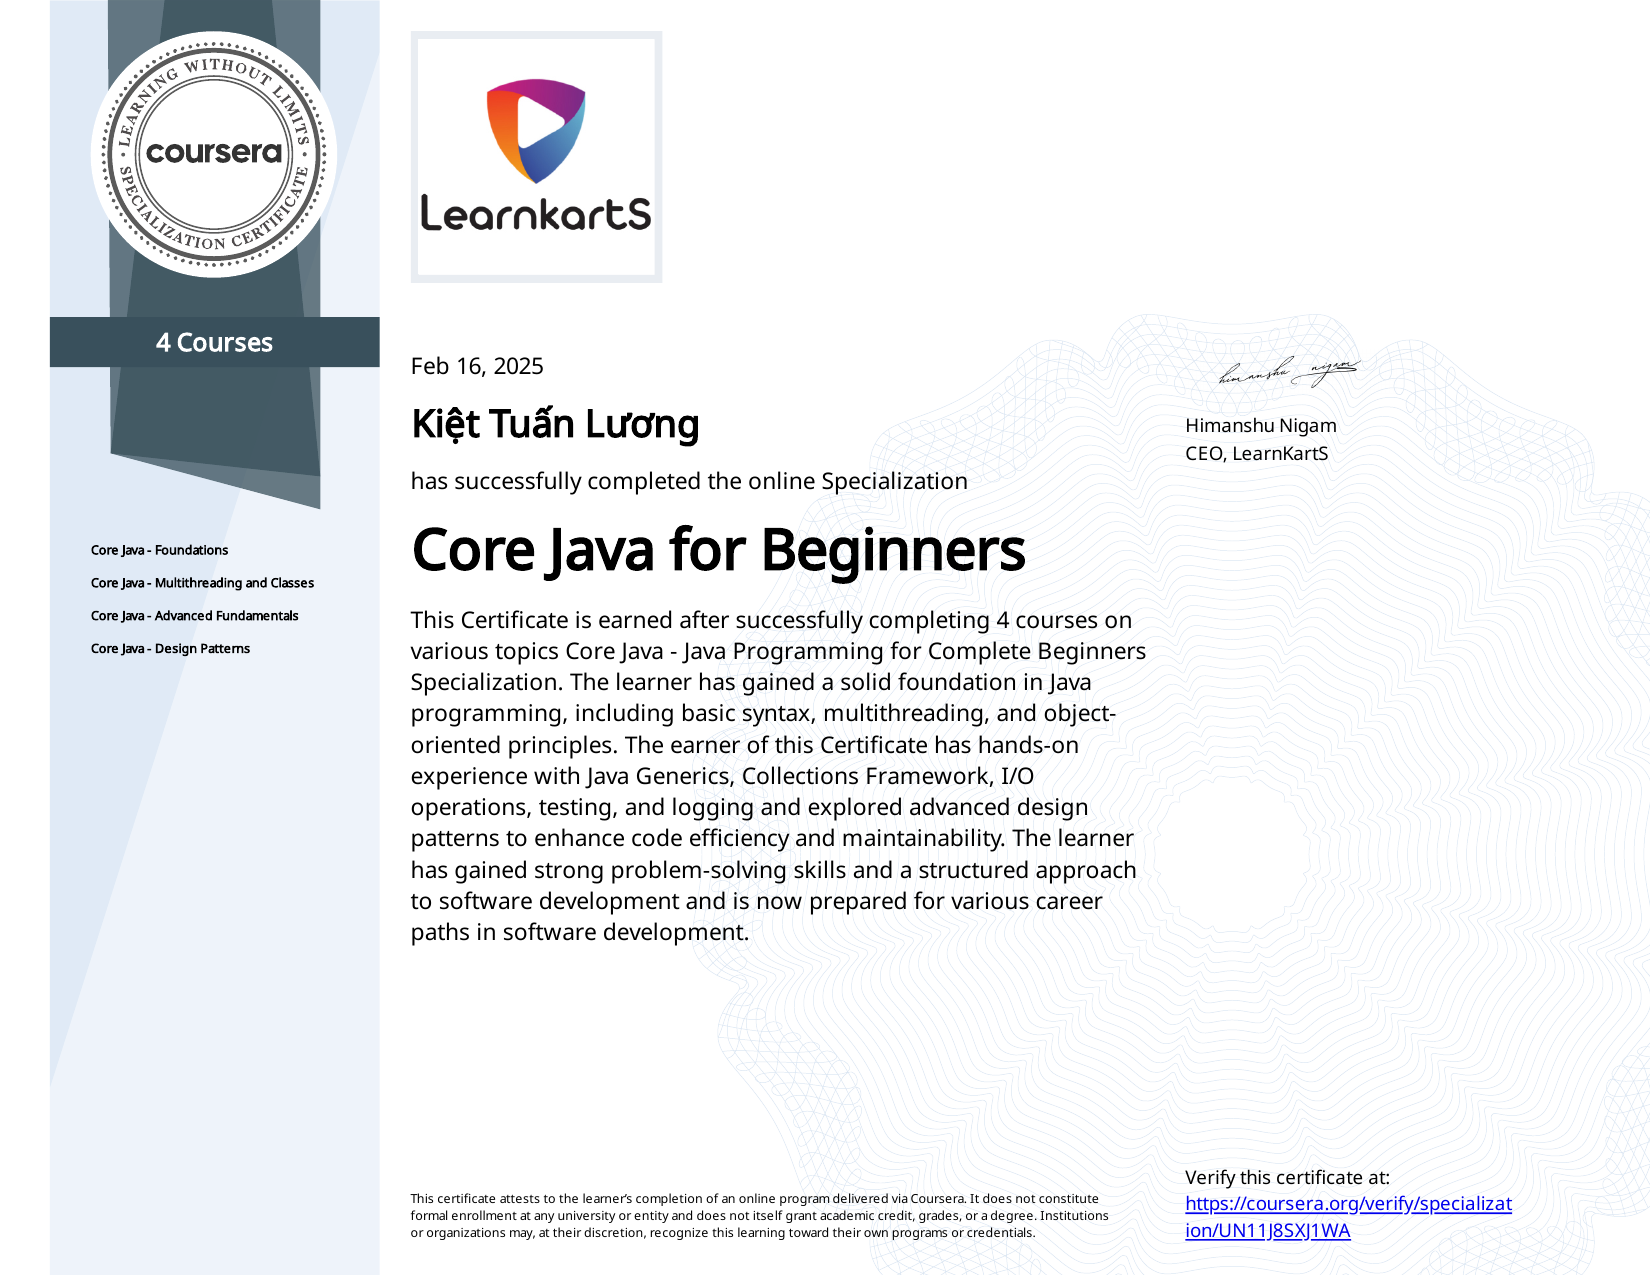 LEARNING WITHOUT LIMITS
coursera
SPECIALIZATION CERTIFICATE
4 Courses
Core Java - Foundations
Core Java - Multithreading and Classes
Core Java - Advanced Fundamentals
Core Java - Design Patterns
LearnkartS
Feb 16, 2025
Kiệt Tuấn Lương
has successfully completed the online Specialization
Core Java for Beginners
This Certificate is earned after successfully completing 4 courses on
various topics Core Java - Java Programming for Complete Beginners
Specialization. The learner has gained a solid foundation in Java
programming, including basic syntax, multithreading, and object-
oriented principles. The earner of this Certificate has hands-on
experience with Java Generics, Collections Framework, I/O
operations, testing, and logging and explored advanced design
patterns to enhance code efficiency and maintainability. The learner
has gained strong problem-solving skills and a structured approach
to software development and is now prepared for various career
paths in software development.
himanshu nigam
Himanshu Nigam
CEO, LearnKartS
This certificate attests to the learner’s completion of an online program delivered via Coursera. It does not constitute
formal enrollment at any university or entity and does not itself grant academic credit, grades, or a degree. Institutions
or organizations may, at their discretion, recognize this learning toward their own programs or credentials.
Verify this certificate at:
https://coursera.org/verify/specializat
ion/UN11J8SXJ1WA